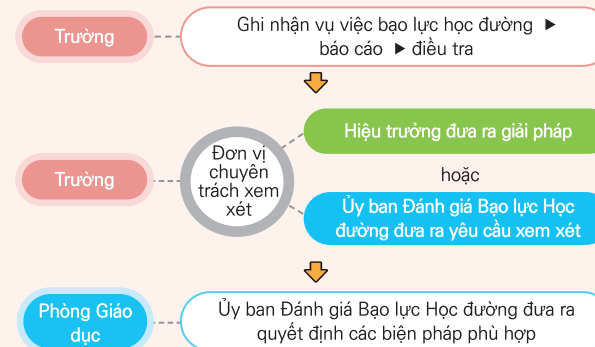 Trường
Ghi nhận vụ việc bạo lực học đường ▶
báo cáo ▶ điều tra
Trường
Đơn vị
chuyên
trách xem
xét
Hiệu trưởng đưa ra giải pháp
hoặc
Ủy ban Đánh giá Bạo lực Học
đường đưa ra yêu cầu xem xét
Phòng Giáo
dục
Ủy ban Đánh giá Bạo lực Học đường đưa ra
quyết định các biện pháp phù hợp